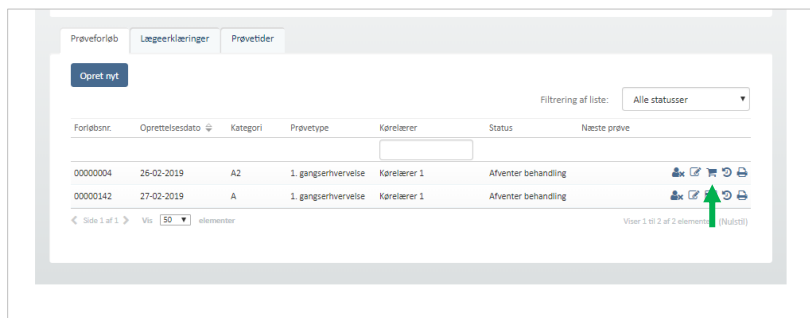 Prøveforløb Lægeerklæringer Prøvetider
Opret nyt
Filtrering af liste: Alle statusser
Forløbsnr. Oprettelsesdato Kategori Prøvetype Kørelærer Status Næste prøve
00000004 26-02-2019 A2 1. gangserhvervelse Kørelærer 1 Afventer behandling
00000142 27-02-2019 A 1. gangserhvervelse Kørelærer 1 Afventer behandling
Side 1 af 1 Vis 50 elementer Viser 1 til 2 af 2 elementer (Nulstil)